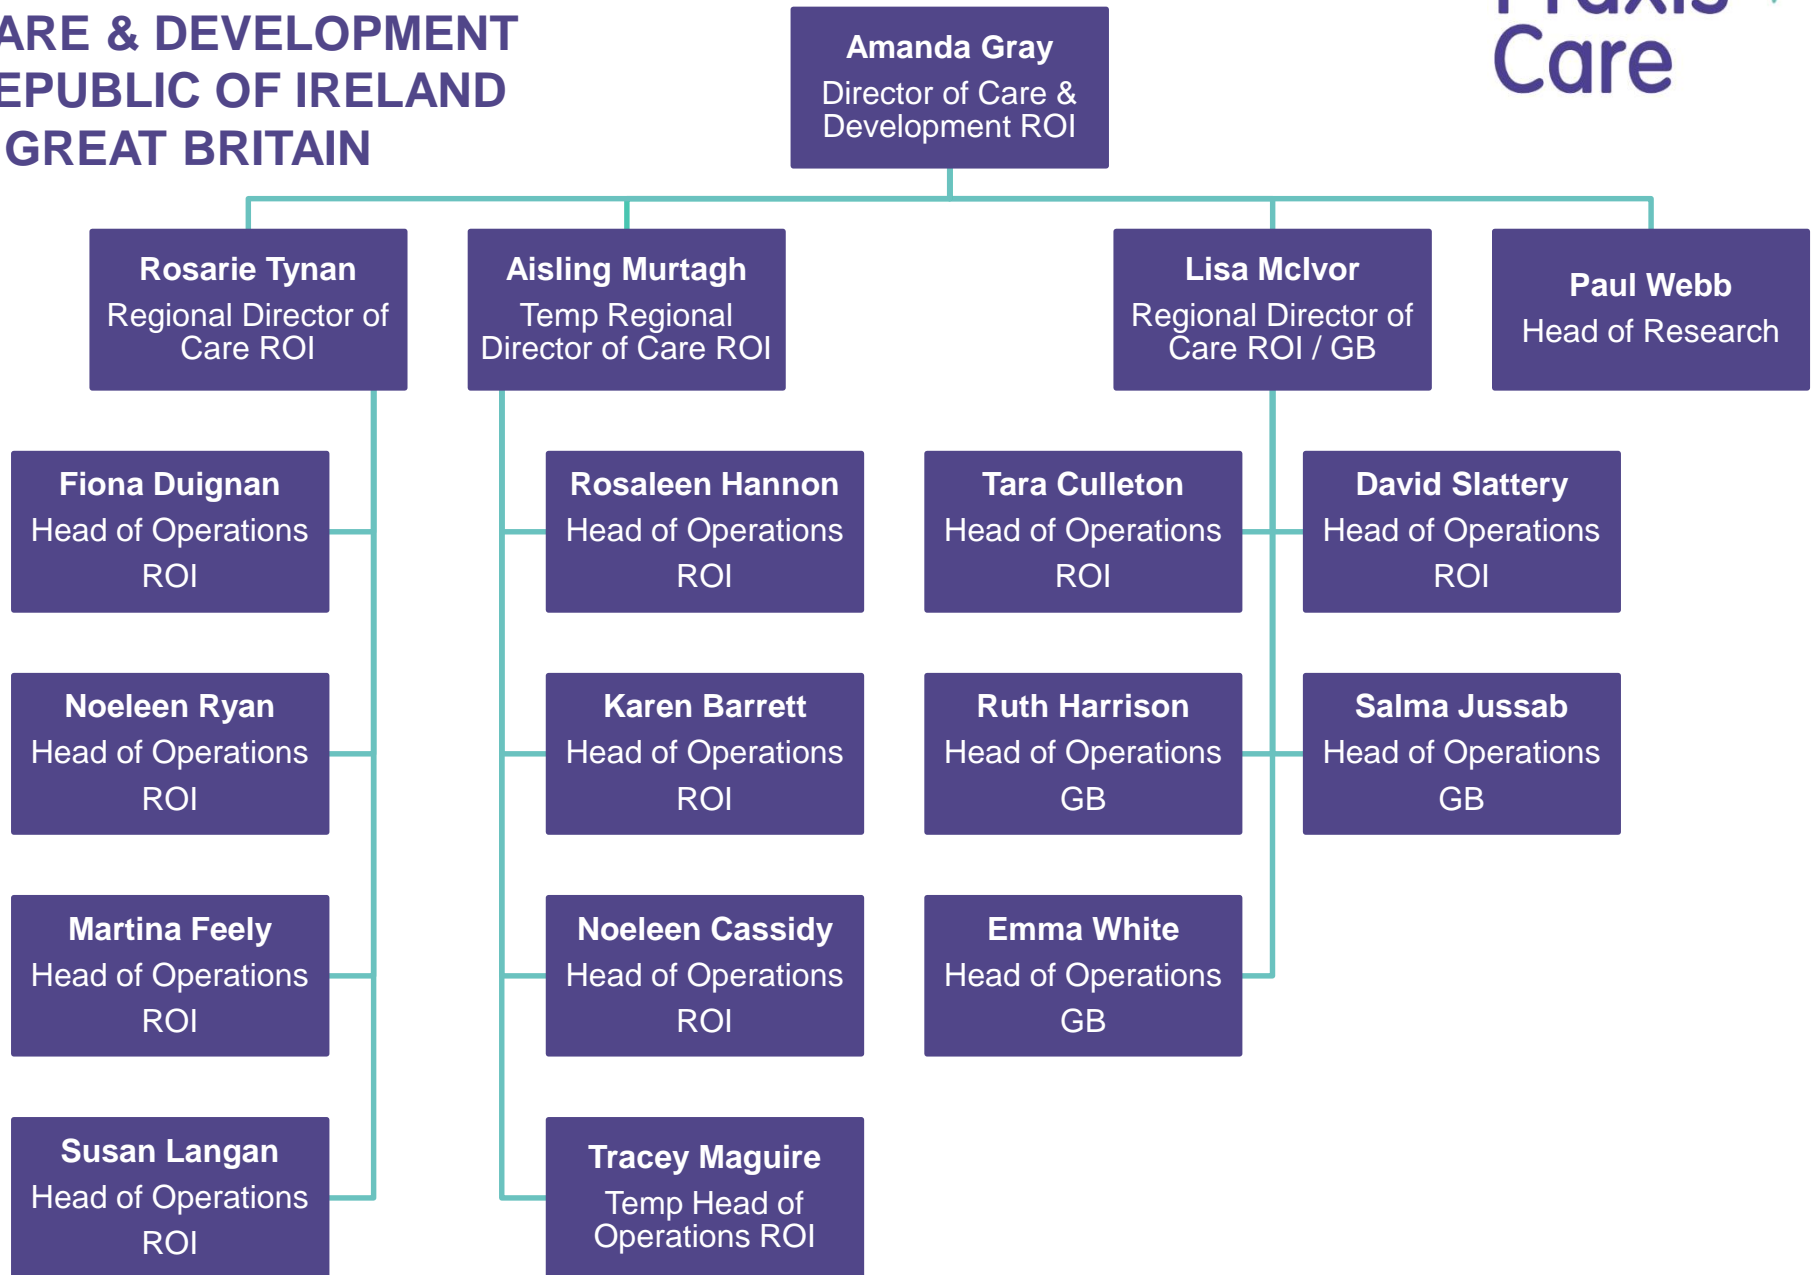 ARE & DEVELOPMENT
EPUBLIC OF IRELAND
GREAT BRITAIN
Care
Amanda Gray
Director of Care &
Development ROI
Rosarie Tynan
Regional Director of
Care ROI
Aisling Murtagh
Temp Regional
Director of Care ROI
Lisa McIvor
Regional Director of
Care ROI / GB
Paul Webb
Head of Research
Fiona Duignan
Head of Operations
ROI
Rosaleen Hannon
Head of Operations
ROI
Tara Culleton
Head of Operations
ROI
David Slattery
Head of Operations
ROI
Noeleen Ryan
Head of Operations
ROI
Karen Barrett
Head of Operations
ROI
Ruth Harrison
Head of Operations
GB
Salma Jussab
Head of Operations
GB
Martina Feely
Head of Operations
ROI
Noeleen Cassidy
Head of Operations
ROI
Emma White
Head of Operations
GB
Susan Langan
Head of Operations
ROI
Tracey Maguire
Temp Head of
Operations ROI